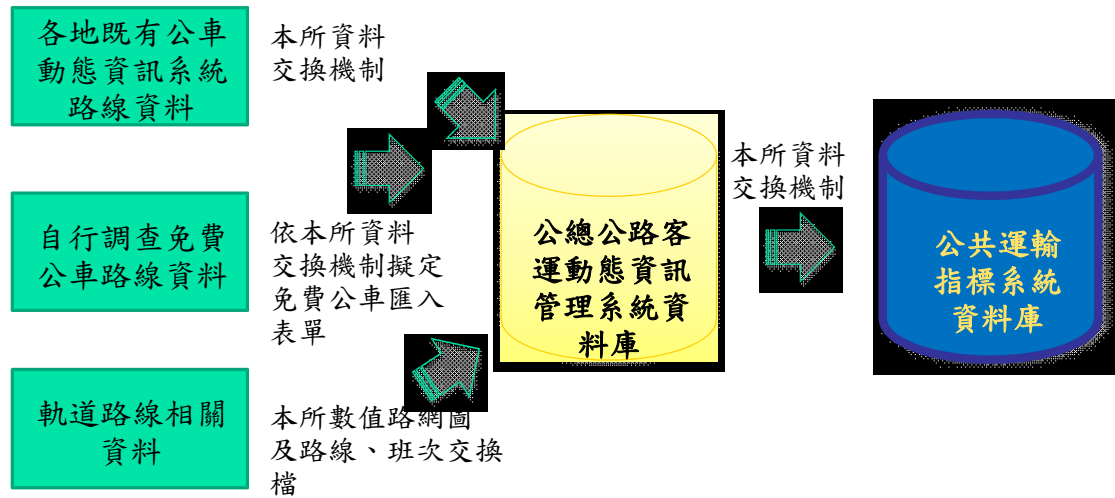 各地既有公車
動態資訊系統
路線資料
本所資料
交換機制
自行調查免費
公車路線資料
依本所資料
交換機制擬定
免費公車匯入
表單
軌道路線相關
資料
本所數值路網圖
及路線、班次交換
檔
公總公路客
運動態資訊
管理系統資
料庫
本所資料
交換機制
公共運輸
指標系統
資料庫